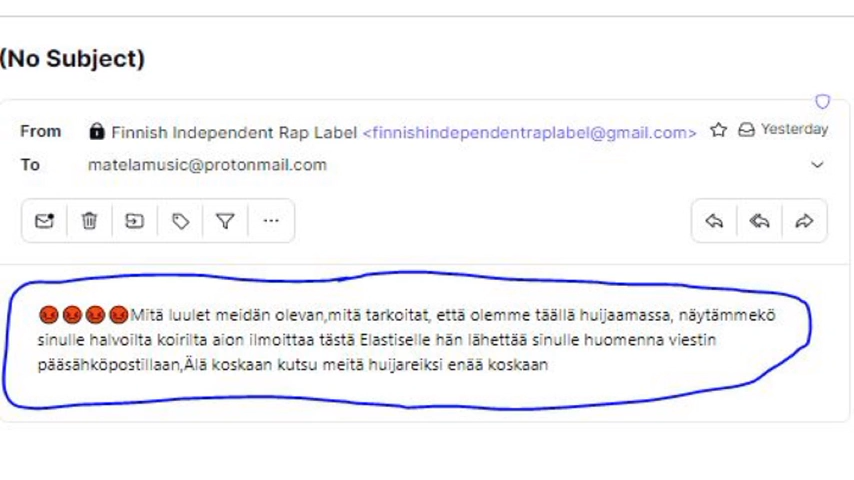 (No Subject)
From Finnish Independent Rap Label <finnishindependentraplabel@gmail.com> Yesterday
To matelamusic@protonmail.com
😡😡😡😡Mitä luulet meidän olevan,mitä tarkoitat, että olemme täällä huijaamassa, näytämmekö
sinulle halvoilta koirilta aion ilmoittaa tästä Elastiselle hän lähettää sinulle huomenna viestin
pääsähköpostillaan,Älä koskaan kutsu meitä huijareiksi enää koskaan